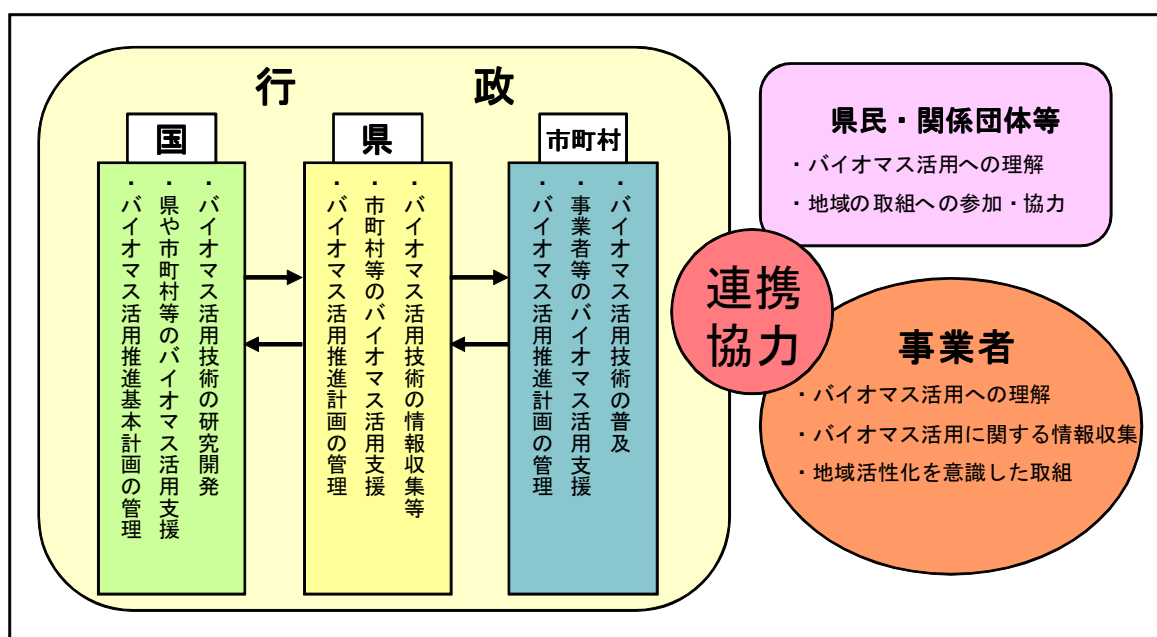 行政
国
・バイオマス活用技術の研究開発
・県や市町村等のバイオマス活用支援
・バイオマス活用推進基本計画の管理
県
・バイオマス活用技術の情報収集等
・市町村等のバイオマス活用支援
・バイオマス活用推進計画の管理
市町村
・バイオマス活用技術の普及
・事業者等のバイオマス活用支援
・バイオマス活用推進計画の管理
連携
協力
県民・関係団体等
・バイオマス活用への理解
・地域の取組への参加・協力
事業者
・バイオマス活用への理解
・バイオマス活用に関する情報収集
・地域活性化を意識した取組